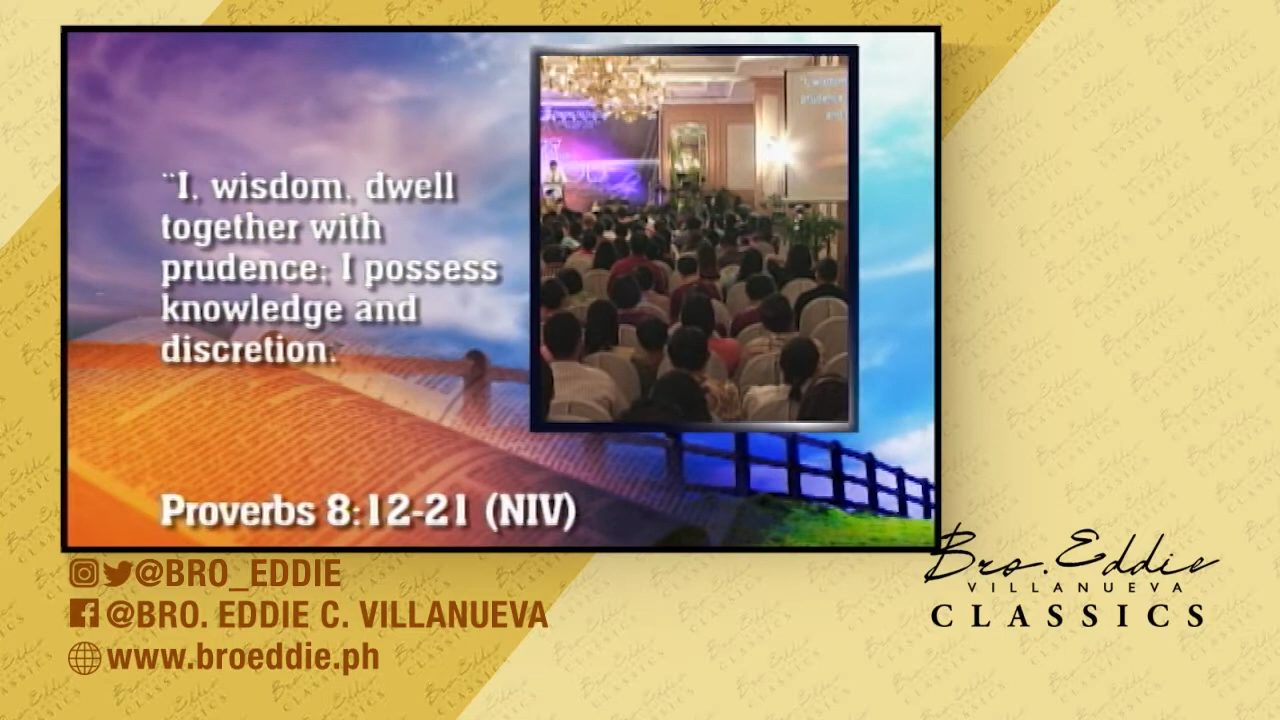 "I, wisdom, dwell
together with
prudence; I possess
knowledge and
discretion.
Proverbs 8:12-21 (NIV)
@BRO_EDDIE
@BRO. EDDIE C. VILLANUEVA
www.broeddie.ph
Bro. Eddie
VILLANUEVA
CLASSICS